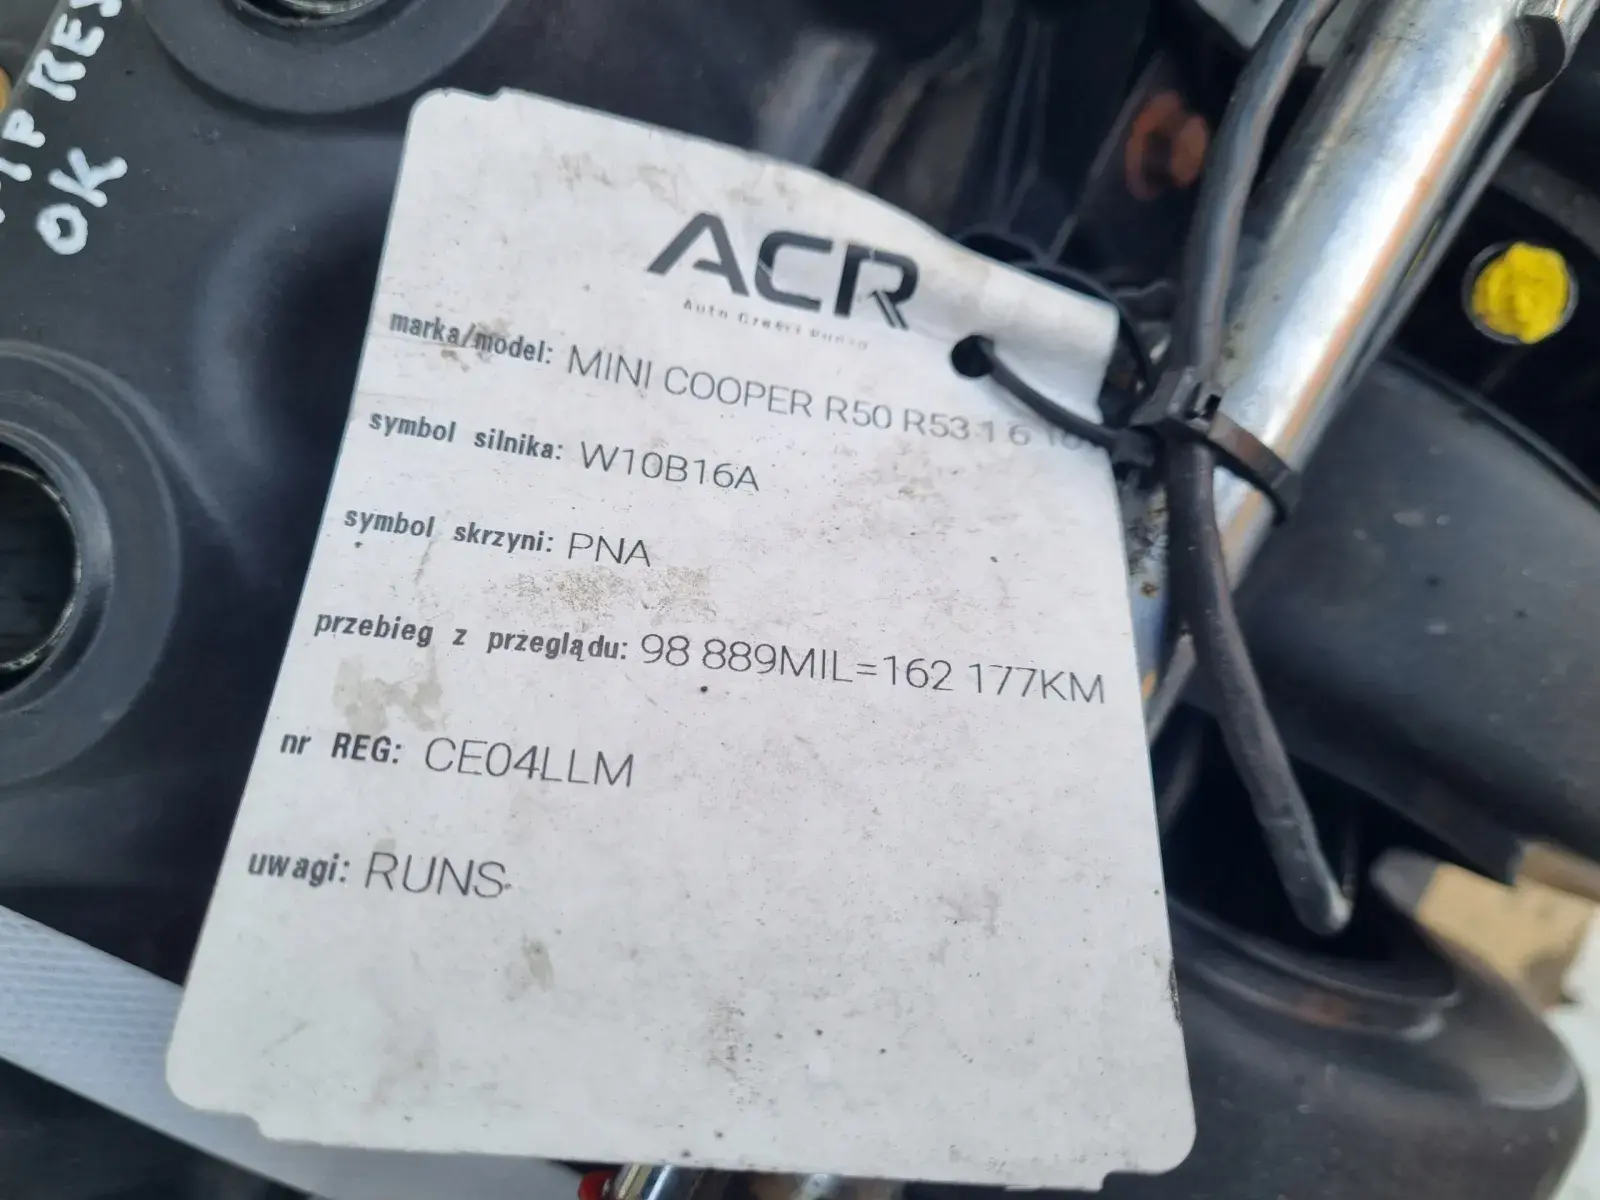 OK
ACR
marka/model: MINI COOPER R50 R53 1 6
symbol silnika: W10B16A
symbol skrzyni: PNA
przebieg z przeglądu: 98 889MIL=162 177KM
nr REG: CE04LLM
uwagi: RUNS